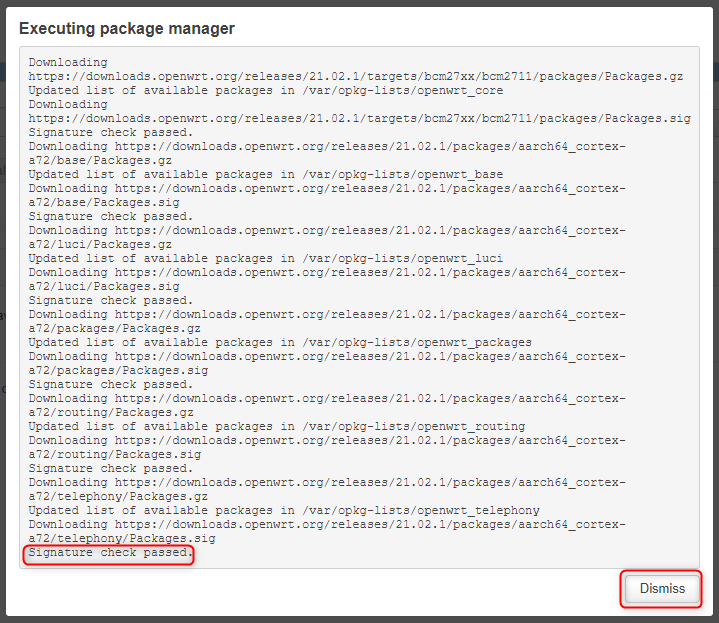 Executing package manager
Downloading
https://downloads.openwrt.org/releases/21.02.1/targets/bcm27xx/bcm2711/packages/Packages.gz
Updated list of available packages in /var/opkg-lists/openwrt_core
Downloading
https://downloads.openwrt.org/releases/21.02.1/targets/bcm27xx/bcm2711/packages/Packages.sig
Signature check passed.
Downloading https://downloads.openwrt.org/releases/21.02.1/packages/aarch64_cortex-
a72/base/Packages.gz
Updated list of available packages in /var/opkg-lists/openwrt_base
Downloading https://downloads.openwrt.org/releases/21.02.1/packages/aarch64_cortex-
a72/base/Packages.sig
Signature check passed.
Downloading https://downloads.openwrt.org/releases/21.02.1/packages/aarch64_cortex-
a72/luci/Packages.gz
Updated list of available packages in /var/opkg-lists/openwrt_luci
Downloading https://downloads.openwrt.org/releases/21.02.1/packages/aarch64_cortex-
a72/luci/Packages.sig
Signature check passed.
Downloading https://downloads.openwrt.org/releases/21.02.1/packages/aarch64_cortex-
a72/packages/Packages.gz
Updated list of available packages in /var/opkg-lists/openwrt_packages
Downloading https://downloads.openwrt.org/releases/21.02.1/packages/aarch64_cortex-
a72/packages/Packages.sig
Signature check passed.
Downloading https://downloads.openwrt.org/releases/21.02.1/packages/aarch64_cortex-
a72/routing/Packages.gz
Updated list of available packages in /var/opkg-lists/openwrt_routing
Downloading https://downloads.openwrt.org/releases/21.02.1/packages/aarch64_cortex-
a72/routing/Packages.sig
Signature check passed.
Downloading https://downloads.openwrt.org/releases/21.02.1/packages/aarch64_cortex-
a72/telephony/Packages.gz
Updated list of available packages in /var/opkg-lists/openwrt_telephony
Downloading https://downloads.openwrt.org/releases/21.02.1/packages/aarch64_cortex-
a72/telephony/Packages.sig
Signature check passed.
Dismiss